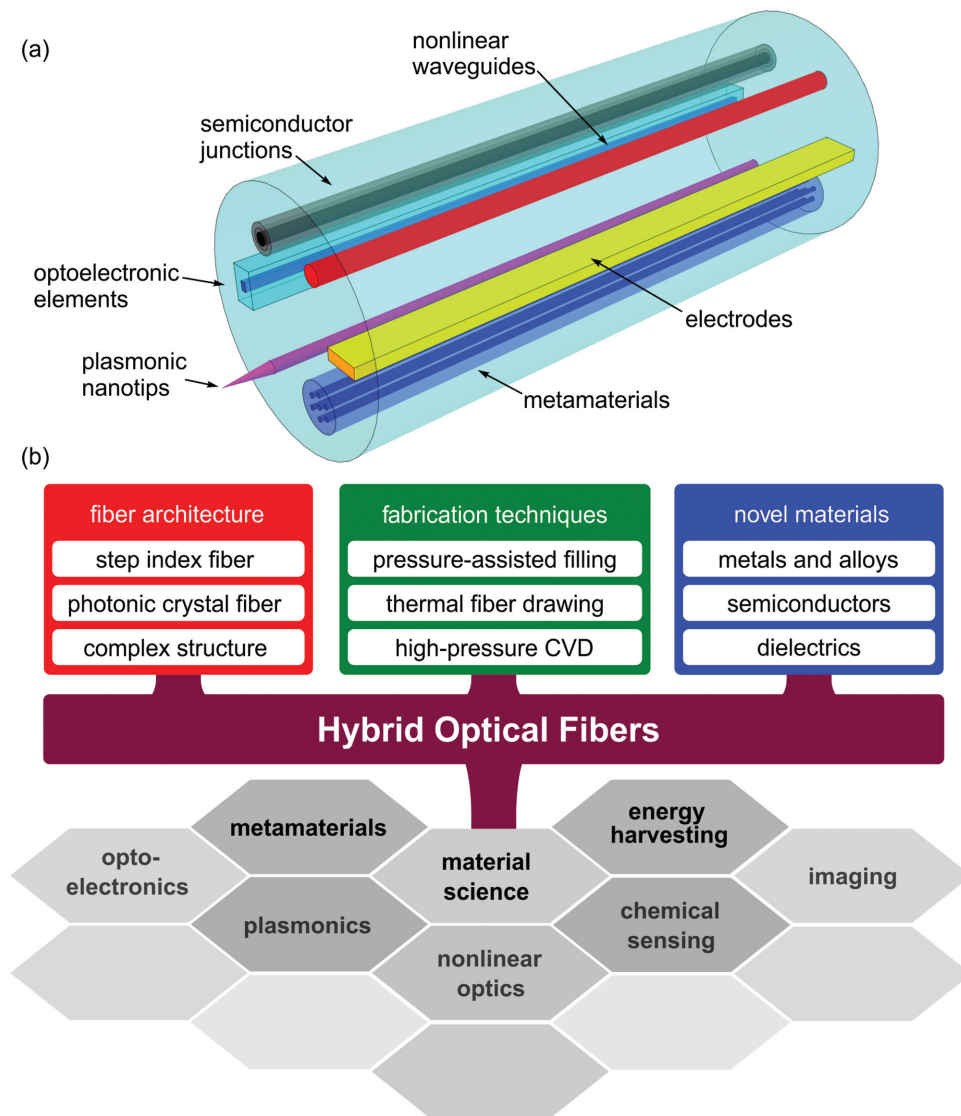 (a)
nonlinear
waveguides
semiconductor
junctions
optoelectronic
elements
electrodes
plasmonic
nanotips
metamaterials
(b)
fiber architecture
step index fiber
photonic crystal fiber
complex structure
fabrication techniques
pressure-assisted filling
thermal fiber drawing
high-pressure CVD
novel materials
metals and alloys
semiconductors
dielectrics
Hybrid Optical Fibers
opto-
electronics
metamaterials
material
science
energy
harvesting
imaging
plasmonics
nonlinear
optics
chemical
sensing